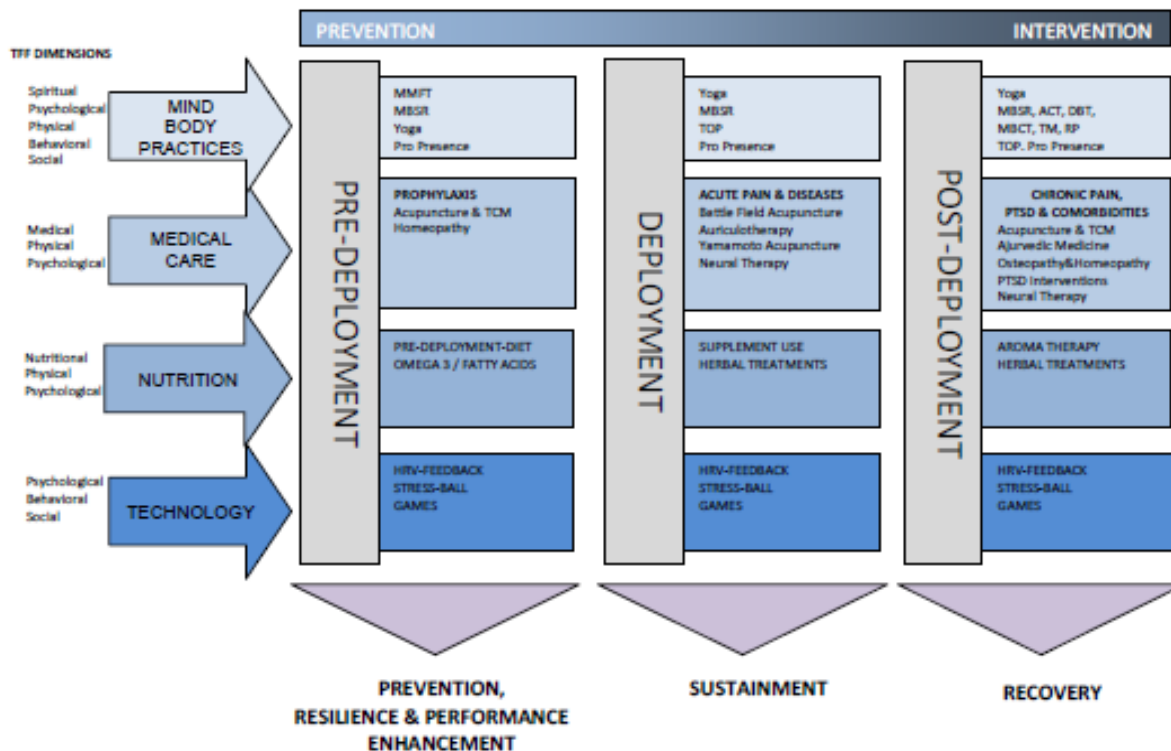 PREVENTION
INTERVENTION
TFF DIMENSIONS
Spiritual
Psychological
Physical
Behavioral
Social
MIND
BODY
PRACTICES
Medical
Physical
Psychological
MEDICAL
CARE
Nutritional
Physical
Psychological
NUTRITION
Psychological
Behavioral
Social
TECHNOLOGY
PRE-DEPLOYMENT
MMFT
MBSR
Yoga
Pro Presence
PROPHYLAXIS
Acupuncture & TCM
Homeopathy
PRE-DEPLOYMENT-DIET
OMEGA 3 / FATTY ACIDS
HRV-FEEDBACK
STRESS-BALL
GAMES
DEPLOYMENT
Yoga
MBSR
TOP
Pro Presence
ACUTE PAIN & DISEASES
Battle Field Acupuncture
Auriculotherapy
Yamamoto Acupuncture
Neural Therapy
SUPPLEMENT USE
HERBAL TREATMENTS
HRV-FEEDBACK
STRESS-BALL
GAMES
POST-DEPLOYMENT
Yoga
MBSR, ACT, DBT,
MBCT, TM, RP
TOP. Pro Presence
CHRONIC PAIN,
PTSD & COMORBIDITIES
Acupuncture & TCM
Ajurvedic Medicine
Osteopathy&Homeopathy
PTSD Interventions
Neural Therapy
AROMA THERAPY
HERBAL TREATMENTS
HRV-FEEDBACK
STRESS-BALL
GAMES
PREVENTION,
RESILIENCE & PERFORMANCE
ENHANCEMENT
SUSTAINMENT
RECOVERY